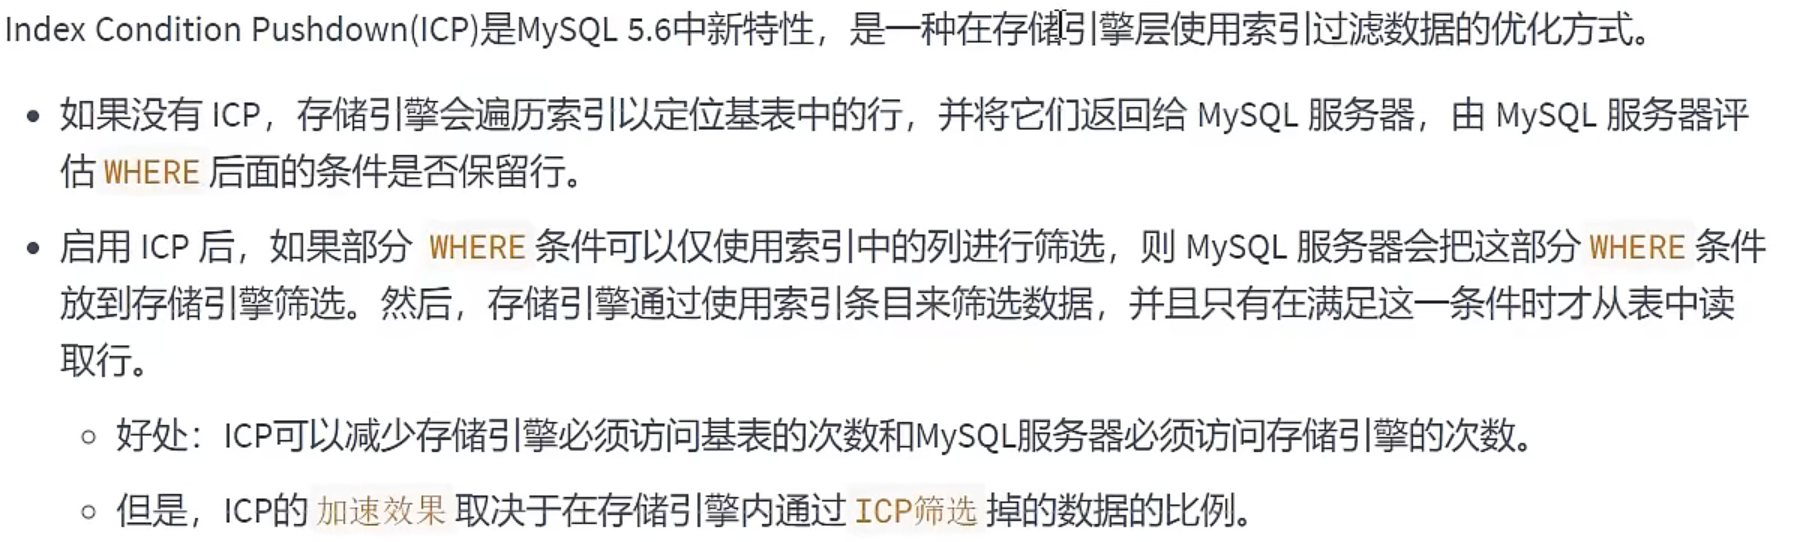 Index Condition Pushdown(ICP)是MySQL 5.6中新特性，是一种在存储引擎层使用索引过滤数据的优化方式。
• 如果没有 ICP，存储引擎会遍历索引以定位基表中的行，并将它们返回给 MySQL 服务器，由 MySQL 服务器评
估 WHERE 后面的条件是否保留行。
• 启用 ICP 后，如果部分 WHERE 条件可以仅使用索引中的列进行筛选，则 MySQL 服务器会把这部分 WHERE 条件
放到存储引擎筛选。然后，存储引擎通过使用索引条目来筛选数据，并且只有在满足这一条件时才从表中读
取行。
◦ 好处：ICP可以减少存储引擎必须访问基表的次数和MySQL服务器必须访问存储引擎的次数。
◦ 但是，ICP的 加速效果 取决于在存储引擎内通过 ICP筛选 掉的数据的比例。